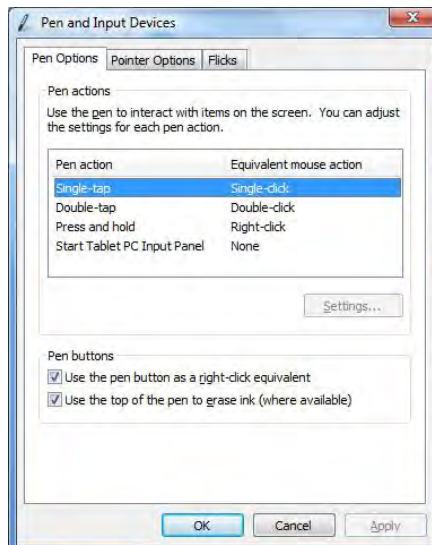 Pen and Input Devices
Pen Options Pointer Options Flicks
Pen actions
Use the pen to interact with items on the screen. You can adjust
the settings for each pen action.
Pen action Equivalent mouse action
Single-tap Single-click
Double-tap Double-click
Press and hold Right-click
Start Tablet PC Input Panel None
Settings...
Pen buttons
Use the pen button as a right-click equivalent
Use the top of the pen to erase ink (where available)
OK Cancel Apply